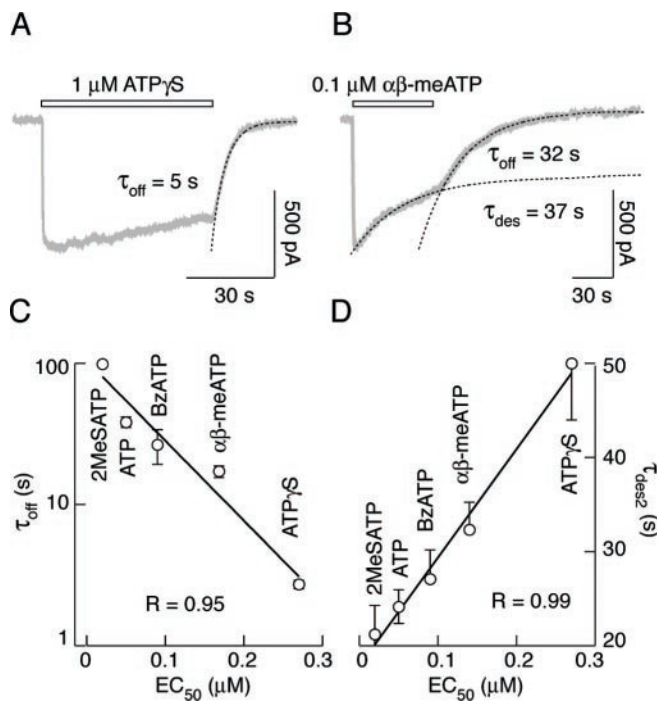 A
1 µM ATPγS
τoff = 5 s
500 pA
30 s
B
0.1 µM αβ-meATP
τoff = 32 s
τdes = 37 s
500 pA
30 s
C
100
10
1
τoff (s)
2MeSATP
ATP
BzATP
αβ-meATP
ATPγS
R = 0.95
0 0.1 0.2 0.3
EC50 (µM)
D
2MeSATP
ATP
BzATP
αβ-meATP
ATPγS
R = 0.99
50
40
30
20
τdes2 (s)
0 0.1 0.2 0.3
EC50 (µM)